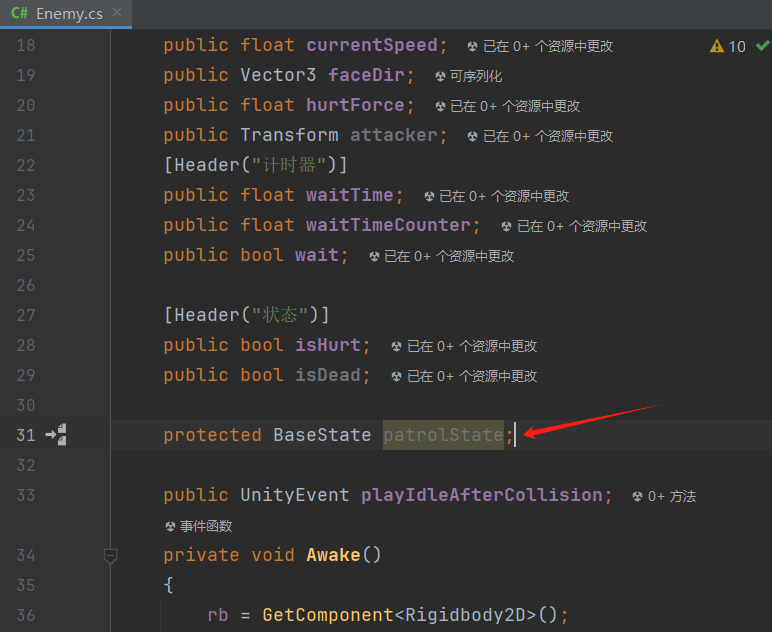 C# Enemy.cs ×
18 public float currentSpeed; 已在 0+ 个资源中更改 10
19 public Vector3 faceDir; 可序列化
20 public float hurtForce; 已在 0+ 个资源中更改
21 public Transform attacker; 已在 0+ 个资源中更改
22 [Header("计时器")]
23 public float waitTime; 已在 0+ 个资源中更改
24 public float waitTimeCounter; 已在 0+ 个资源中更改
25 public bool wait; 已在 0+ 个资源中更改
26
27 [Header("状态")]
28 public bool isHurt; 已在 0+ 个资源中更改
29 public bool isDead; 已在 0+ 个资源中更改
30
31 protected BaseState patrolState;
32
33 public UnityEvent playIdleAfterCollision; 0+ 方法
事件函数
34 private void Awake()
35 {
36 rb = GetComponent<Rigidbody2D>();